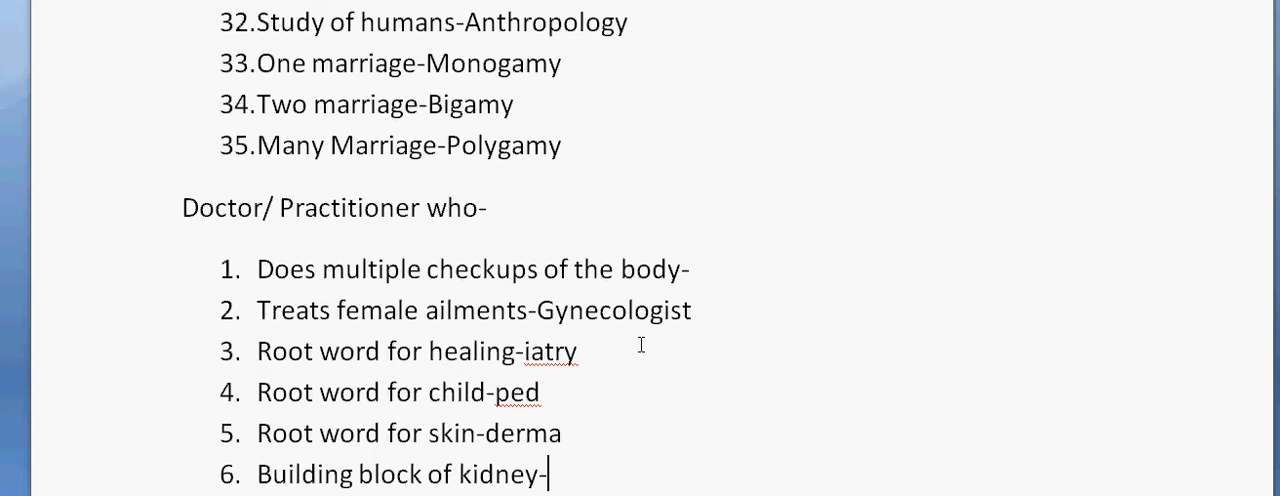 32.Study of humans-Anthropology
33.One marriage-Monogamy
34.Two marriage-Bigamy
35.Many Marriage-Polygamy
Doctor/ Practitioner who-
1. Does multiple checkups of the body-
2. Treats female ailments-Gynecologist
3. Root word for healing-iatry
4. Root word for child-ped
5. Root word for skin-derma
6. Building block of kidney-